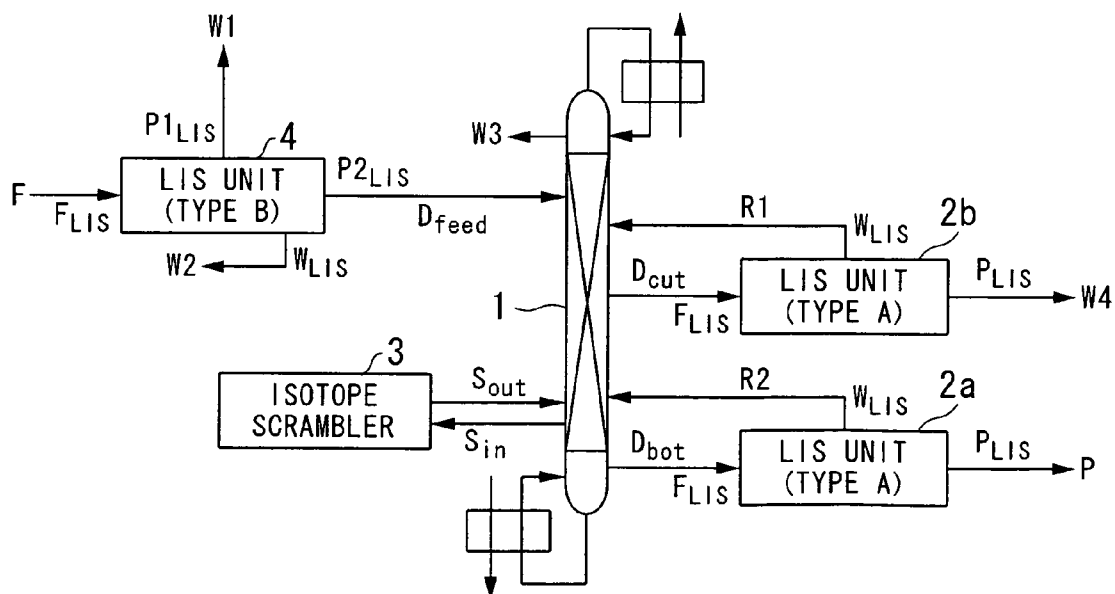 W1
P1LIS
4
F
FLIS
LIS UNIT
(TYPE B)
P2LIS
Dfeed
W2
WLIS
W3
1
R1
WLIS
2b
Dcut
FLIS
LIS UNIT
(TYPE A)
PLIS
W4
3
ISOTOPE
SCRAMBLER
Sout
Sin
R2
WLIS
2a
Dbot
FLIS
LIS UNIT
(TYPE A)
PLIS
P